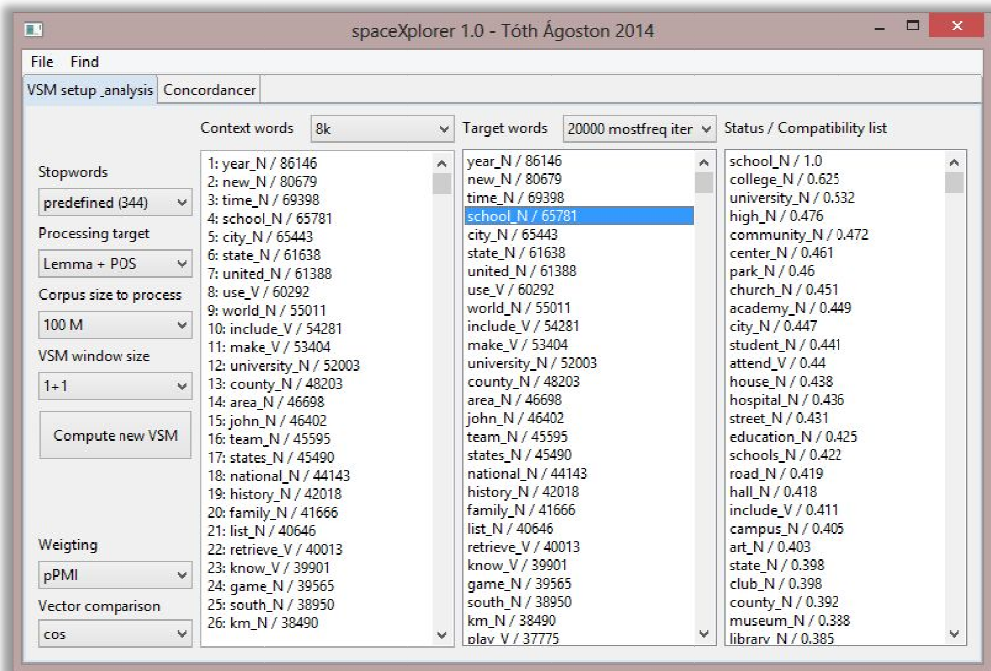 spaceXplorer 1.0 - Tóth Ágoston 2014
File Find
VSM setup_analysis Concordancer
Context words 8k Target words 20000 mostfreq iter Status / Compatibility list
Stopwords
predefined (344)
Processing target
Lemma + POS
Corpus size to process
100 M
VSM window size
1+1
Compute new VSM
Weigting
pPMI
Vector comparison
cos
1: year_N / 86146
2: new_N / 80679
3: time_N / 69398
4: school_N / 65781
5: city_N / 65443
6: state_N / 61638
7: united_N / 61388
8: use_V / 60292
9: world_N / 55011
10: include_V / 54281
11: make_V / 53404
12: university_N / 52003
13: county_N / 48203
14: area_N / 46698
15: john_N / 46402
16: team_N / 45595
17: states_N / 45490
18: national_N / 44143
19: history_N / 42018
20: family_N / 41666
21: list_N / 40646
22: retrieve_V / 40013
23: know_V / 39901
24: game_N / 39565
25: south_N / 38950
26: km_N / 38490
year_N / 86146
new_N / 80679
time_N / 69398
school_N / 65781
city_N / 65443
state_N / 61638
united_N / 61388
use_V / 60292
world_N / 55011
include_V / 54281
make_V / 53404
university_N / 52003
county_N / 48203
area_N / 46698
john_N / 46402
team_N / 45595
states_N / 45490
national_N / 44143
history_N / 42018
family_N / 41666
list_N / 40646
retrieve_V / 40013
know_V / 39901
game_N / 39565
south_N / 38950
km_N / 38490
play_V / 37775
school_N / 1.0
college_N / 0.625
university_N / 0.532
high_N / 0.476
community_N / 0.472
center_N / 0.461
park_N / 0.46
church_N / 0.451
academy_N / 0.449
city_N / 0.447
student_N / 0.441
attend_V / 0.44
house_N / 0.438
hospital_N / 0.436
street_N / 0.431
education_N / 0.425
schools_N / 0.422
road_N / 0.419
hall_N / 0.418
include_V / 0.411
campus_N / 0.405
art_N / 0.403
state_N / 0.398
club_N / 0.398
county_N / 0.392
museum_N / 0.388
library_N / 0.385